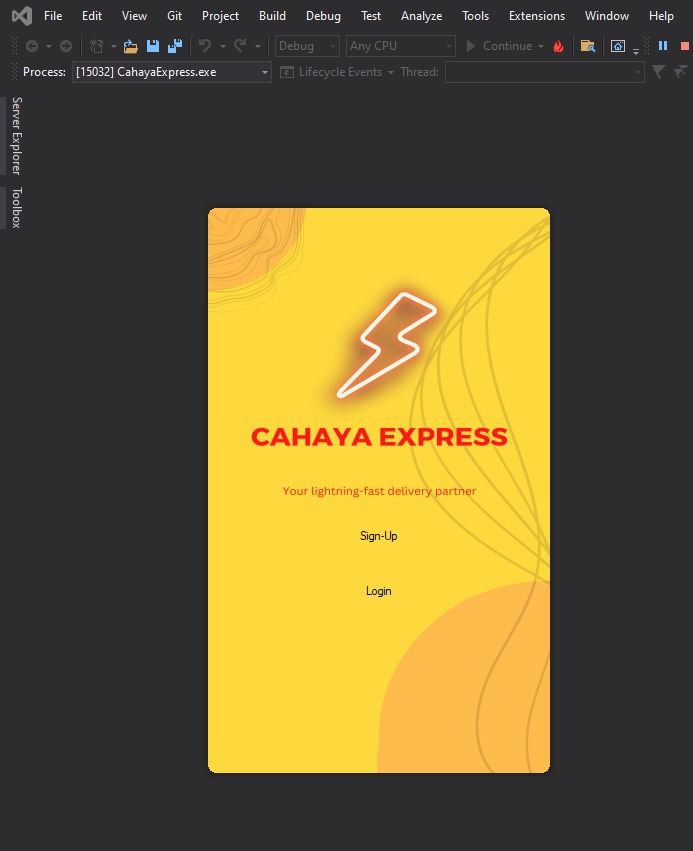 File Edit View Git Project Build Debug Test Analyze Tools Extensions Window Help
Debug Any CPU Continue
Process: [15032] CahayaExpress.exe Lifecycle Events Thread:
Server Explorer
Toolbox
CAHAYA EXPRESS
Your lightning-fast delivery partner
Sign-Up
Login